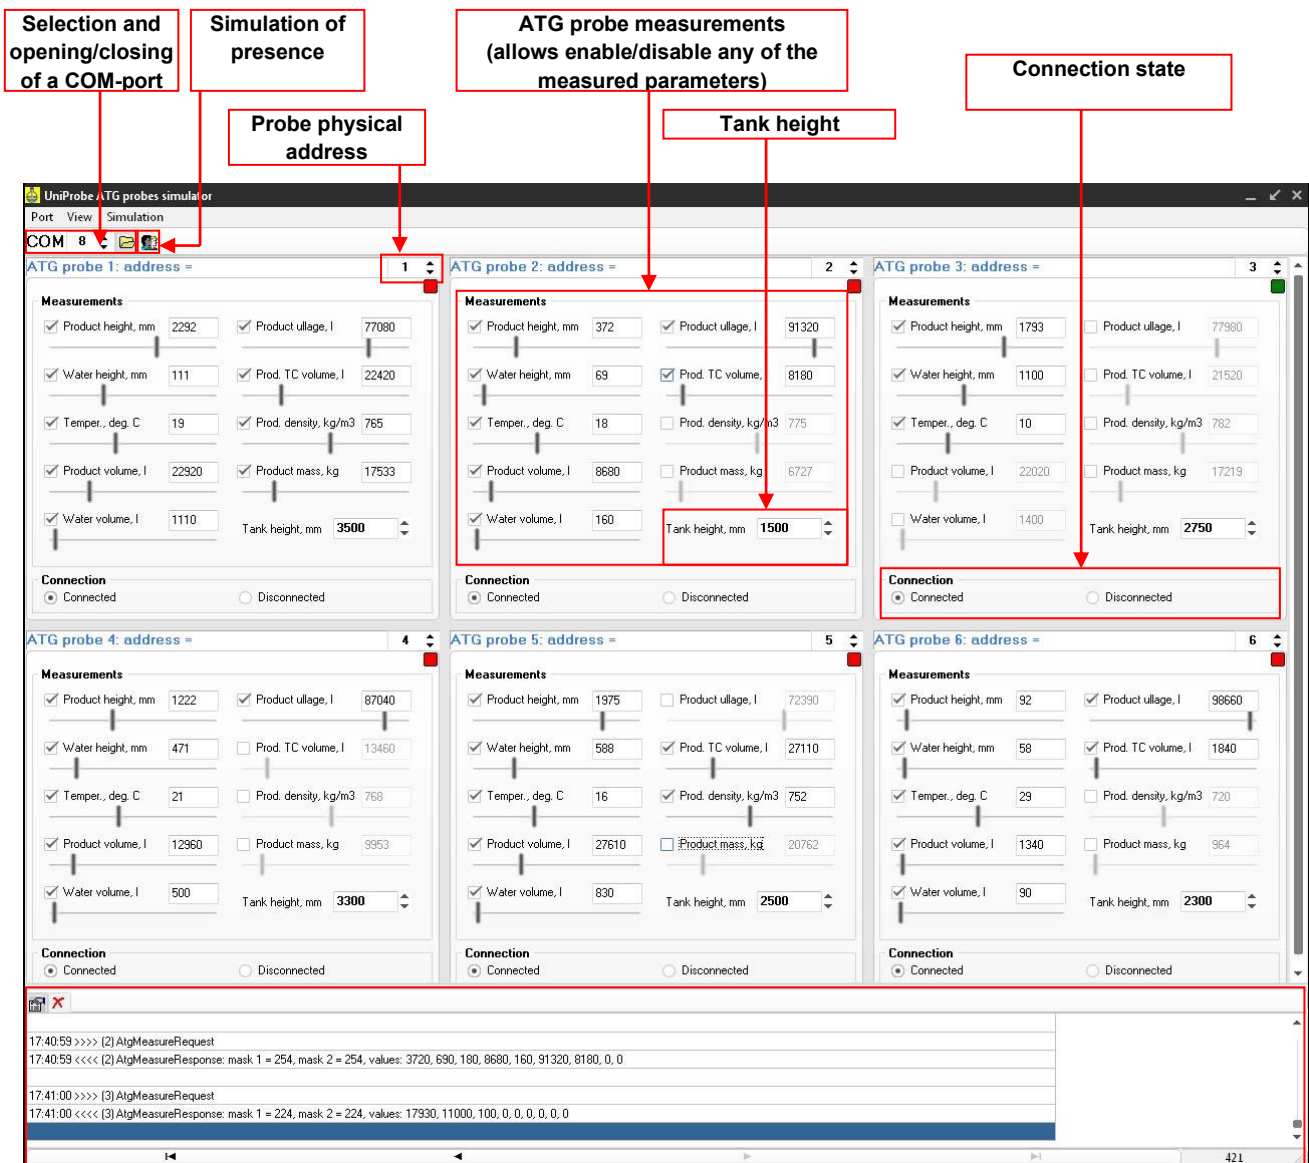 Selection and
opening/closing
of a COM-port
Simulation of
presence
ATG probe measurements
(allows enable/disable any of the
measured parameters)
Connection state
Probe physical
address
Tank height
UniProbe ATG probes simulator
Port View Simulation
COM 8
ATG probe 1: address = 1
Measurements
Product height, mm 2292 Product ullage, l 77080
Water height, mm 111 Prod. TC volume, l 22420
Temper., deg. C 19 Prod. density, kg/m3 765
Product volume, l 22920 Product mass, kg 17533
Water volume, l 1110 Tank height, mm 3500
Connection
Connected Disconnected
ATG probe 2: address = 2
Measurements
Product height, mm 372 Product ullage, l 91320
Water height, mm 69 Prod. TC volume, 8180
Temper., deg. C 18 Prod. density, kg/m3 775
Product volume, l 8680 Product mass, kg 6727
Water volume, l 160 Tank height, mm 1500
Connection
Connected Disconnected
ATG probe 3: address = 3
Measurements
Product height, mm 1793 Product ullage, l 77980
Water height, mm 1100 Prod. TC volume, l 21520
Temper., deg. C 10 Prod. density, kg/m3 782
Product volume, l 22020 Product mass, kg 17219
Water volume, l 1400 Tank height, mm 2750
Connection
Connected Disconnected
ATG probe 4: address = 4
Measurements
Product height, mm 1222 Product ullage, l 87040
Water height, mm 471 Prod. TC volume, l 13460
Temper., deg. C 21 Prod. density, kg/m3 768
Product volume, l 12960 Product mass, kg 9953
Water volume, l 500 Tank height, mm 3300
Connection
Connected Disconnected
ATG probe 5: address = 5
Measurements
Product height, mm 1975 Product ullage, l 72390
Water height, mm 588 Prod. TC volume, l 27110
Temper., deg. C 16 Prod. density, kg/m3 752
Product volume, l 27610 Product mass, kg 20762
Water volume, l 830 Tank height, mm 2500
Connection
Connected Disconnected
ATG probe 6: address = 6
Measurements
Product height, mm 92 Product ullage, l 98660
Water height, mm 58 Prod. TC volume, l 1840
Temper., deg. C 29 Prod. density, kg/m3 720
Product volume, l 1340 Product mass, kg 964
Water volume, l 90 Tank height, mm 2300
Connection
Connected Disconnected
17:40:59 >>>> (2) AtgMeasureRequest
17:40:59 <<<< (2) AtgMeasureResponse: mask 1 = 254, mask 2 = 254, values: 3720, 690, 180, 8680, 160, 91320, 8180, 0, 0
17:41:00 >>>> (3) AtgMeasureRequest
17:41:00 <<<< (3) AtgMeasureResponse: mask 1 = 224, mask 2 = 224, values: 17930, 11000, 100, 0, 0, 0, 0, 0, 0
421